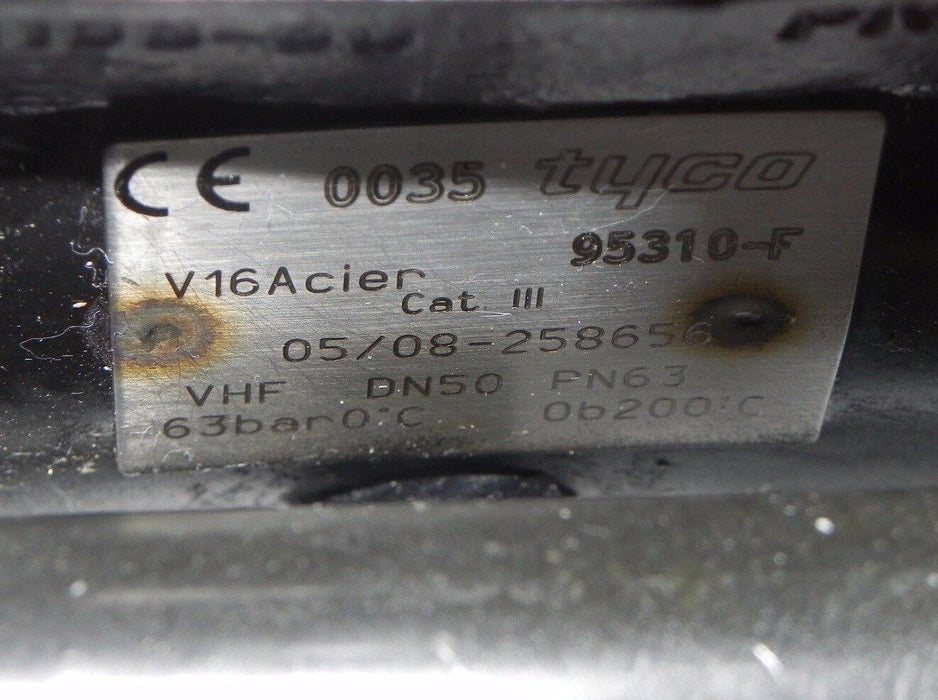 CE 0035 tyco
95310-F
V16Acier
Cat. III
05/08-258656
VHF DN50 PN63
63bar0°C 0b200°C